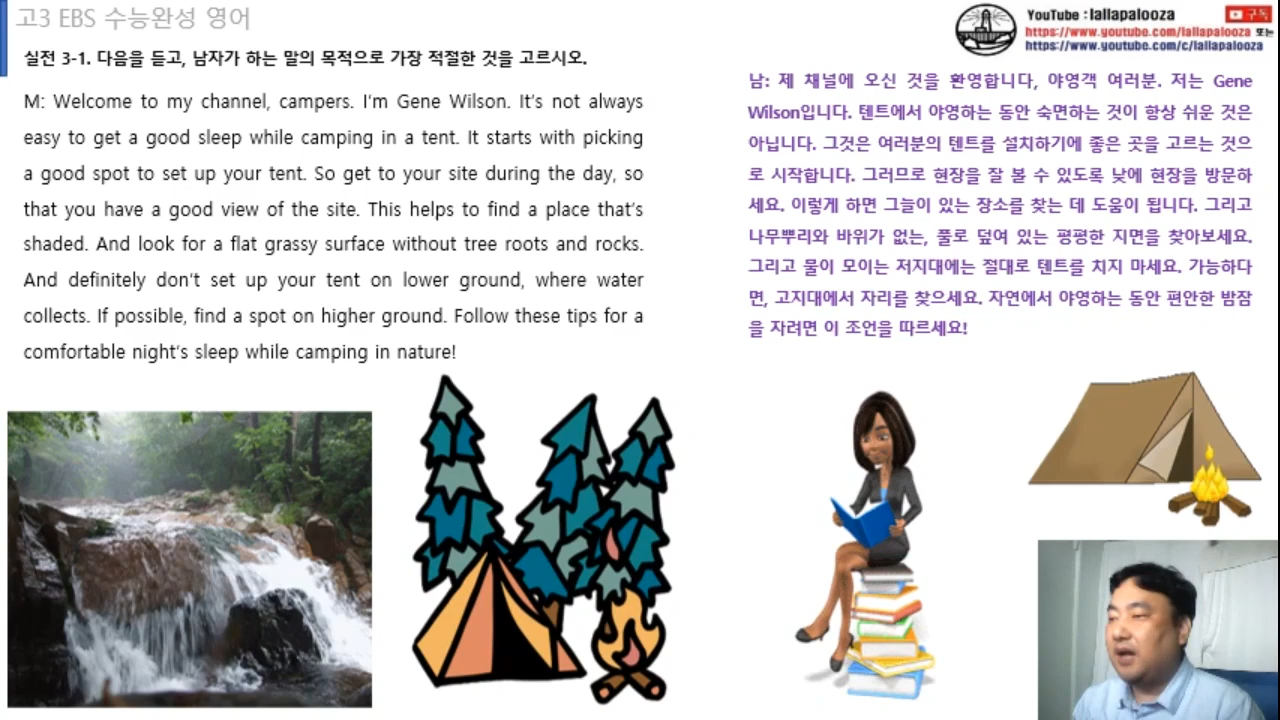 고3 EBS 수능완성 영어
실전 3-1. 다음을 듣고, 남자가 하는 말의 목적으로 가장 적절한 것을 고르시오.
M: Welcome to my channel, campers. I'm Gene Wilson. It's not always
easy to get a good sleep while camping in a tent. It starts with picking
a good spot to set up your tent. So get to your site during the day, so
that you have a good view of the site. This helps to find a place that's
shaded. And look for a flat grassy surface without tree roots and rocks.
And definitely don't set up your tent on lower ground, where water
collects. If possible, find a spot on higher ground. Follow these tips for a
comfortable night's sleep while camping in nature!
YouTube : lallapalooza
구독
https://www.youtube.com/lallapalooza 또는
https://www.youtube.com/c/lallapalooza
남: 제 채널에 오신 것을 환영합니다, 야영객 여러분. 저는 Gene
Wilson입니다. 텐트에서 야영하는 동안 숙면하는 것이 항상 쉬운 것은
아닙니다. 그것은 여러분의 텐트를 설치하기에 좋은 곳을 고르는 것으
로 시작합니다. 그러므로 현장을 잘 볼 수 있도록 낮에 현장을 방문하
세요. 이렇게 하면 그늘이 있는 장소를 찾는 데 도움이 됩니다. 그리고
나무뿌리와 바위가 없는, 풀로 덮여 있는 평평한 지면을 찾아보세요.
그리고 물이 모이는 저지대에는 절대로 텐트를 치지 마세요. 가능하다
면, 고지대에서 자리를 찾으세요. 자연에서 야영하는 동안 편안한 밤잠
을 자려면 이 조언을 따르세요!